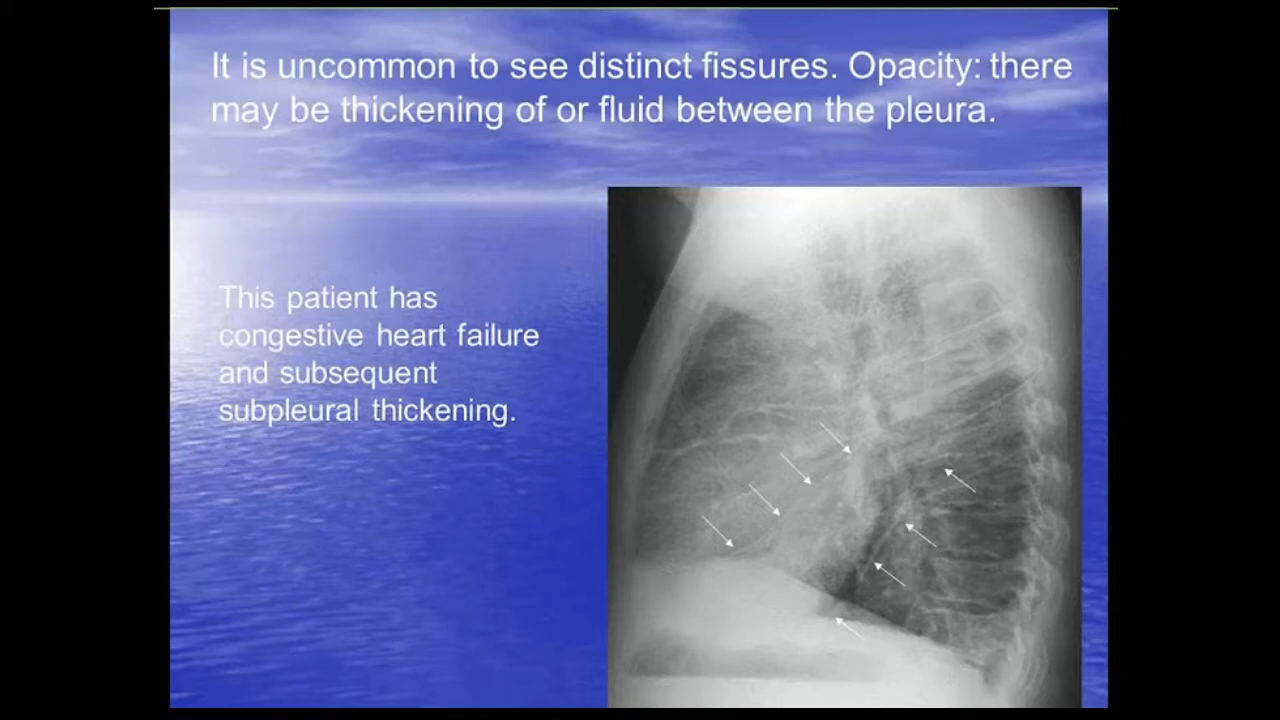 It is uncommon to see distinct fissures. Opacity: there
may be thickening of or fluid between the pleura.
This patient has
congestive heart failure
and subsequent
subpleural thickening.